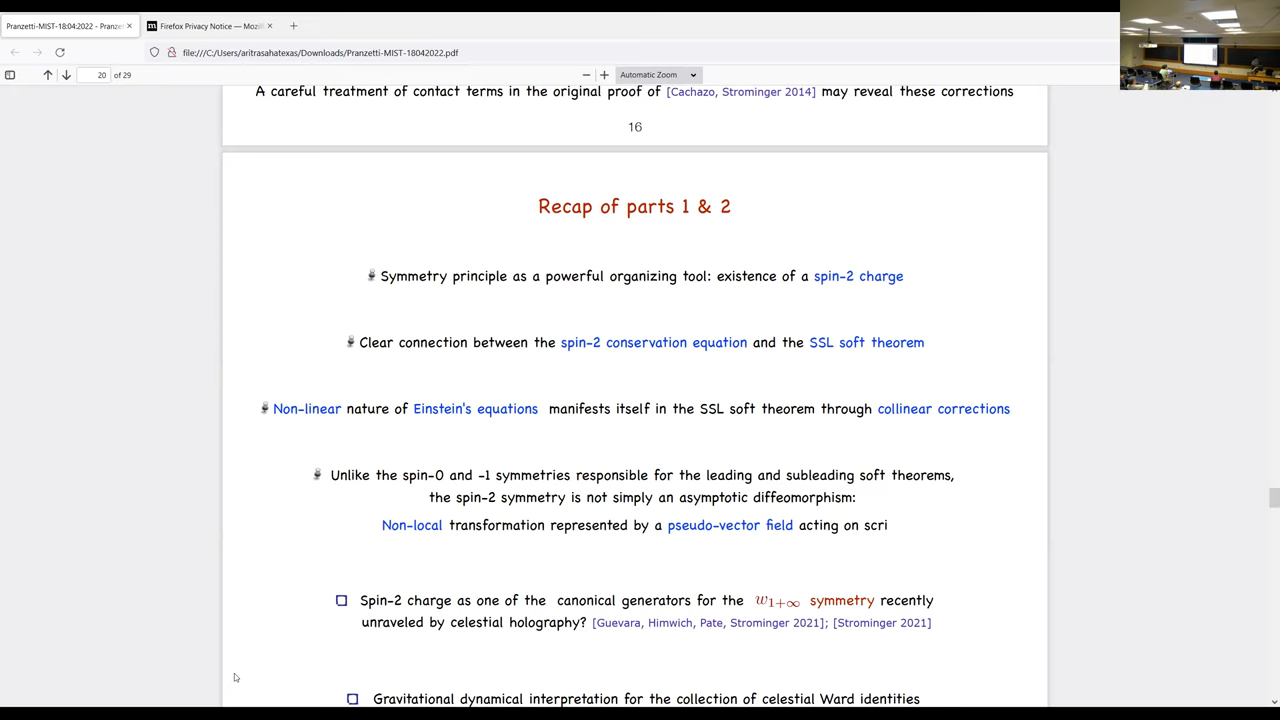 Pranzetti-MIST-18:04:2022 - Pranzet
Firefox Privacy Notice — Mozil
file:///C:/Users/aritrasahatexas/Downloads/Pranzetti-MIST-18042022.pdf
20 of 29
Automatic Zoom
A careful treatment of contact terms in the original proof of [Cachazo, Strominger 2014] may reveal these corrections
16
Recap of parts 1 & 2
Symmetry principle as a powerful organizing tool: existence of a spin-2 charge
Clear connection between the spin-2 conservation equation and the SSL soft theorem
Non-linear nature of Einstein's equations manifests itself in the SSL soft theorem through collinear corrections
Unlike the spin-0 and -1 symmetries responsible for the leading and subleading soft theorems,
the spin-2 symmetry is not simply an asymptotic diffeomorphism:
Non-local transformation represented by a pseudo-vector field acting on scri
Spin-2 charge as one of the canonical generators for the w1+∞ symmetry recently
unraveled by celestial holography? [Guevara, Himwich, Pate, Strominger 2021]; [Strominger 2021]
Gravitational dynamical interpretation for the collection of celestial Ward identities